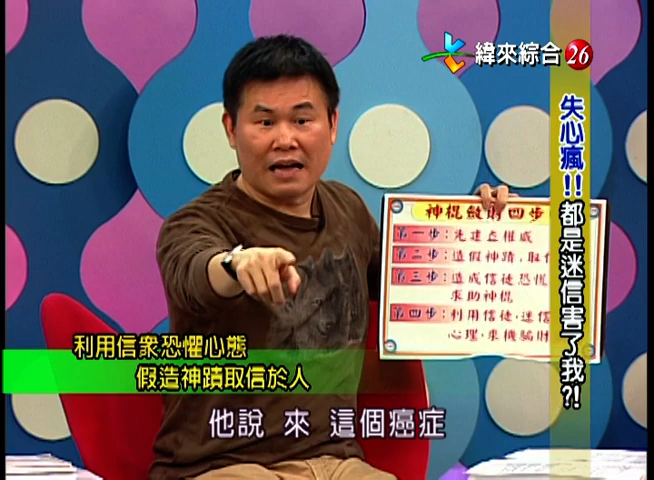 緯來綜合26
失心瘋!!都是迷信害了我?!
神棍斂財四步
第一步:先建立權威
第二步:造假神蹟,取信
第三步:造成信徒恐懼
求助神棍
第四步:利用信徒,迷信
心理,乘機騙財
利用信眾恐懼心態
假造神蹟取信於人
他說 來 這個癌症